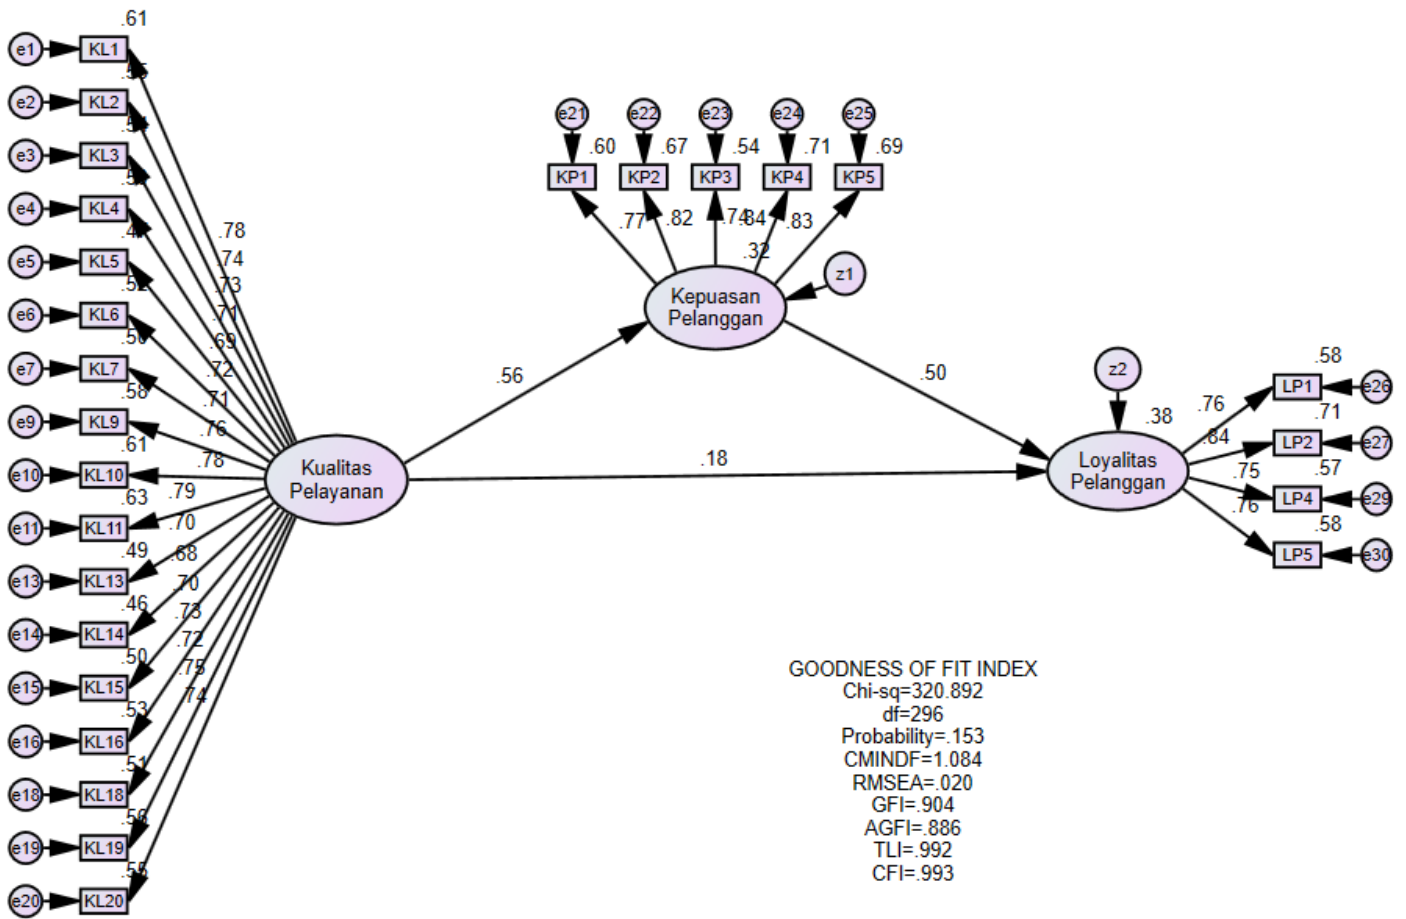 .61
e1 KL1
e2 KL2
e3 KL3
e4 KL4
e5 KL5
e6 KL6
e7 KL7
.58
e9 KL9
.61
e10 KL10
.63
e11 KL11
.49
e13 KL13
.46
e14 KL14
.50
e15 KL15
.53
e16 KL16
.51
e18 KL18
.56
e19 KL19
.55
e20 KL20
.78
.74
.73
.71
.69
.72
.71
.76
.78
.79
.70
.68
.70
.73
.72
.75
.74
Kualitas
Pelayanan
e21 e22 e23 e24 e25
.60 .67 .54 .71 .69
KP1 KP2 KP3 KP4 KP5
.77 .82 .74 .84 .83
.32
z1
Kepuasan
Pelanggan
.56
.50
.18
z2
.38
Loyalitas
Pelanggan
.76
.84
.75
.76
.58
LP1 e26
.71
LP2 e27
.57
LP4 e29
.58
LP5 e30
GOODNESS OF FIT INDEX
Chi-sq=320.892
df=296
Probability=.153
CMINDF=1.084
RMSEA=.020
GFI=.904
AGFI=.886
TLI=.992
CFI=.993